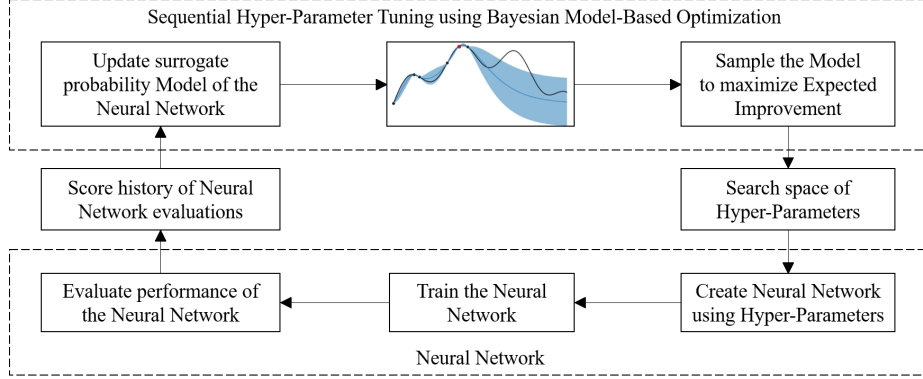 Sequential Hyper-Parameter Tuning using Bayesian Model-Based Optimization
Update surrogate
probability Model of the
Neural Network
Sample the Model
to maximize Expected
Improvement
Score history of Neural
Network evaluations
Search space of
Hyper-Parameters
Evaluate performance of
the Neural Network
Train the Neural
Network
Create Neural Network
using Hyper-Parameters
Neural Network